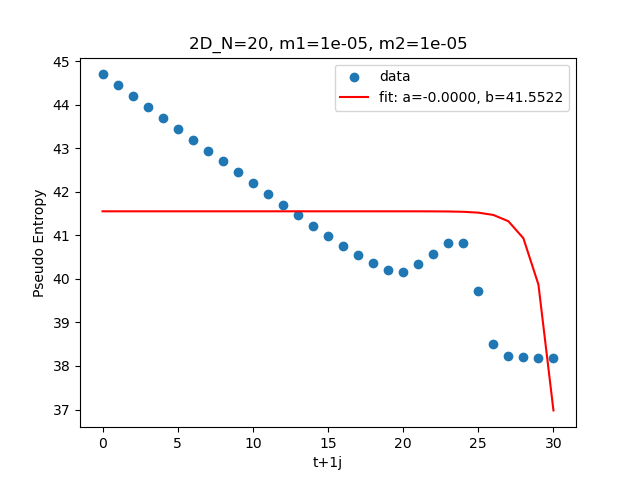 2D_N=20, m1=1e-05, m2=1e-05
data
fit: a=-0.0000, b=41.5522
Pseudo Entropy
45
44
43
42
41
40
39
38
37
0 5 10 15 20 25 30
t+1j